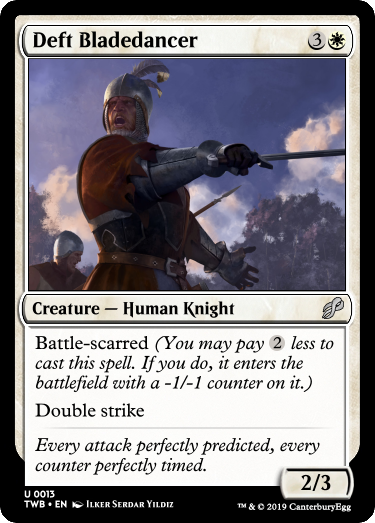 Deft Bladedancer 3
Creature — Human Knight
Battle-scarred (You may pay 2 less to
cast this spell. If you do, it enters the
battlefield with a -1/-1 counter on it.)
Double strike
Every attack perfectly predicted, every
counter perfectly timed.
2/3
U 0013
TWB • EN Ilker Serdar Yildiz
™ & © 2019 CanterburyEgg